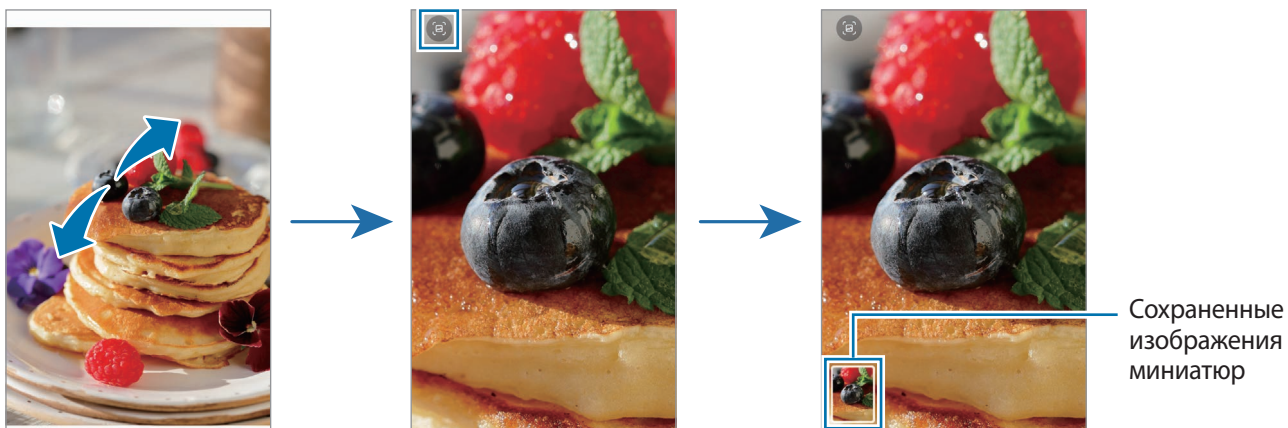 Сохраненные
изображения
миниатюр